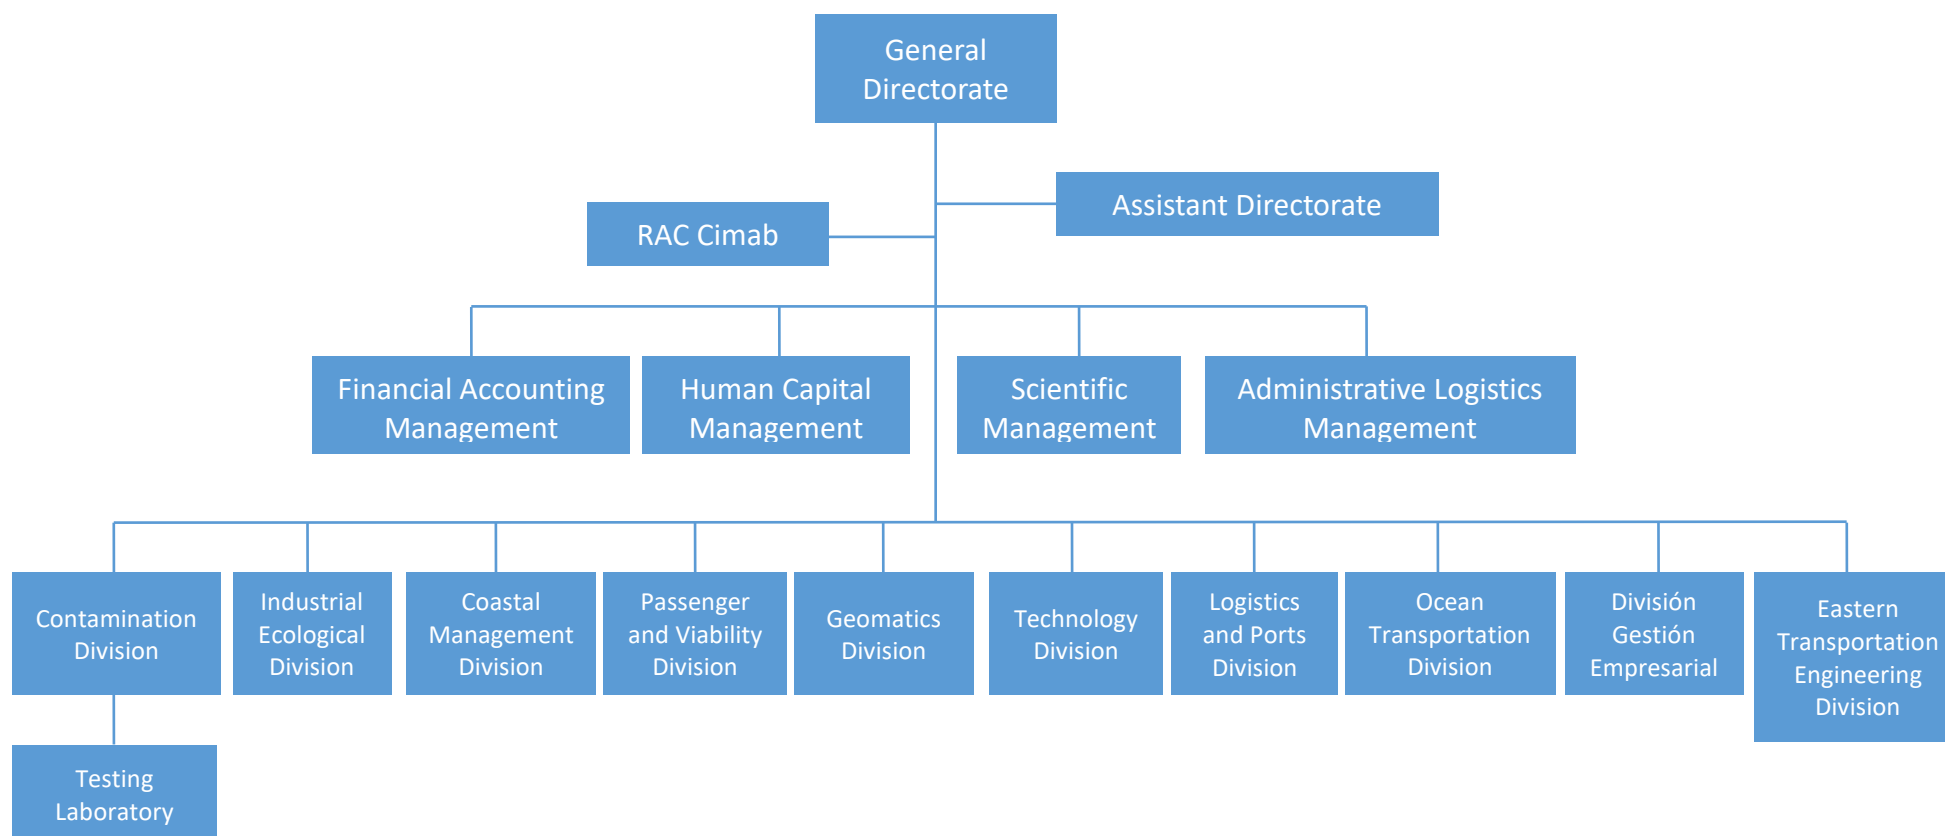 General
Directorate
Assistant Directorate
RAC Cimab
Financial Accounting
Management
Human Capital
Management
Scientific
Management
Administrative Logistics
Management
Contamination
Division
Industrial
Ecological
Division
Coastal
Management
Division
Passenger
and Viability
Division
Geomatics
Division
Technology
Division
Logistics
and Ports
Division
Ocean
Transportation
Division
División
Gestión
Empresarial
Eastern
Transportation
Engineering
Division
Testing
Laboratory